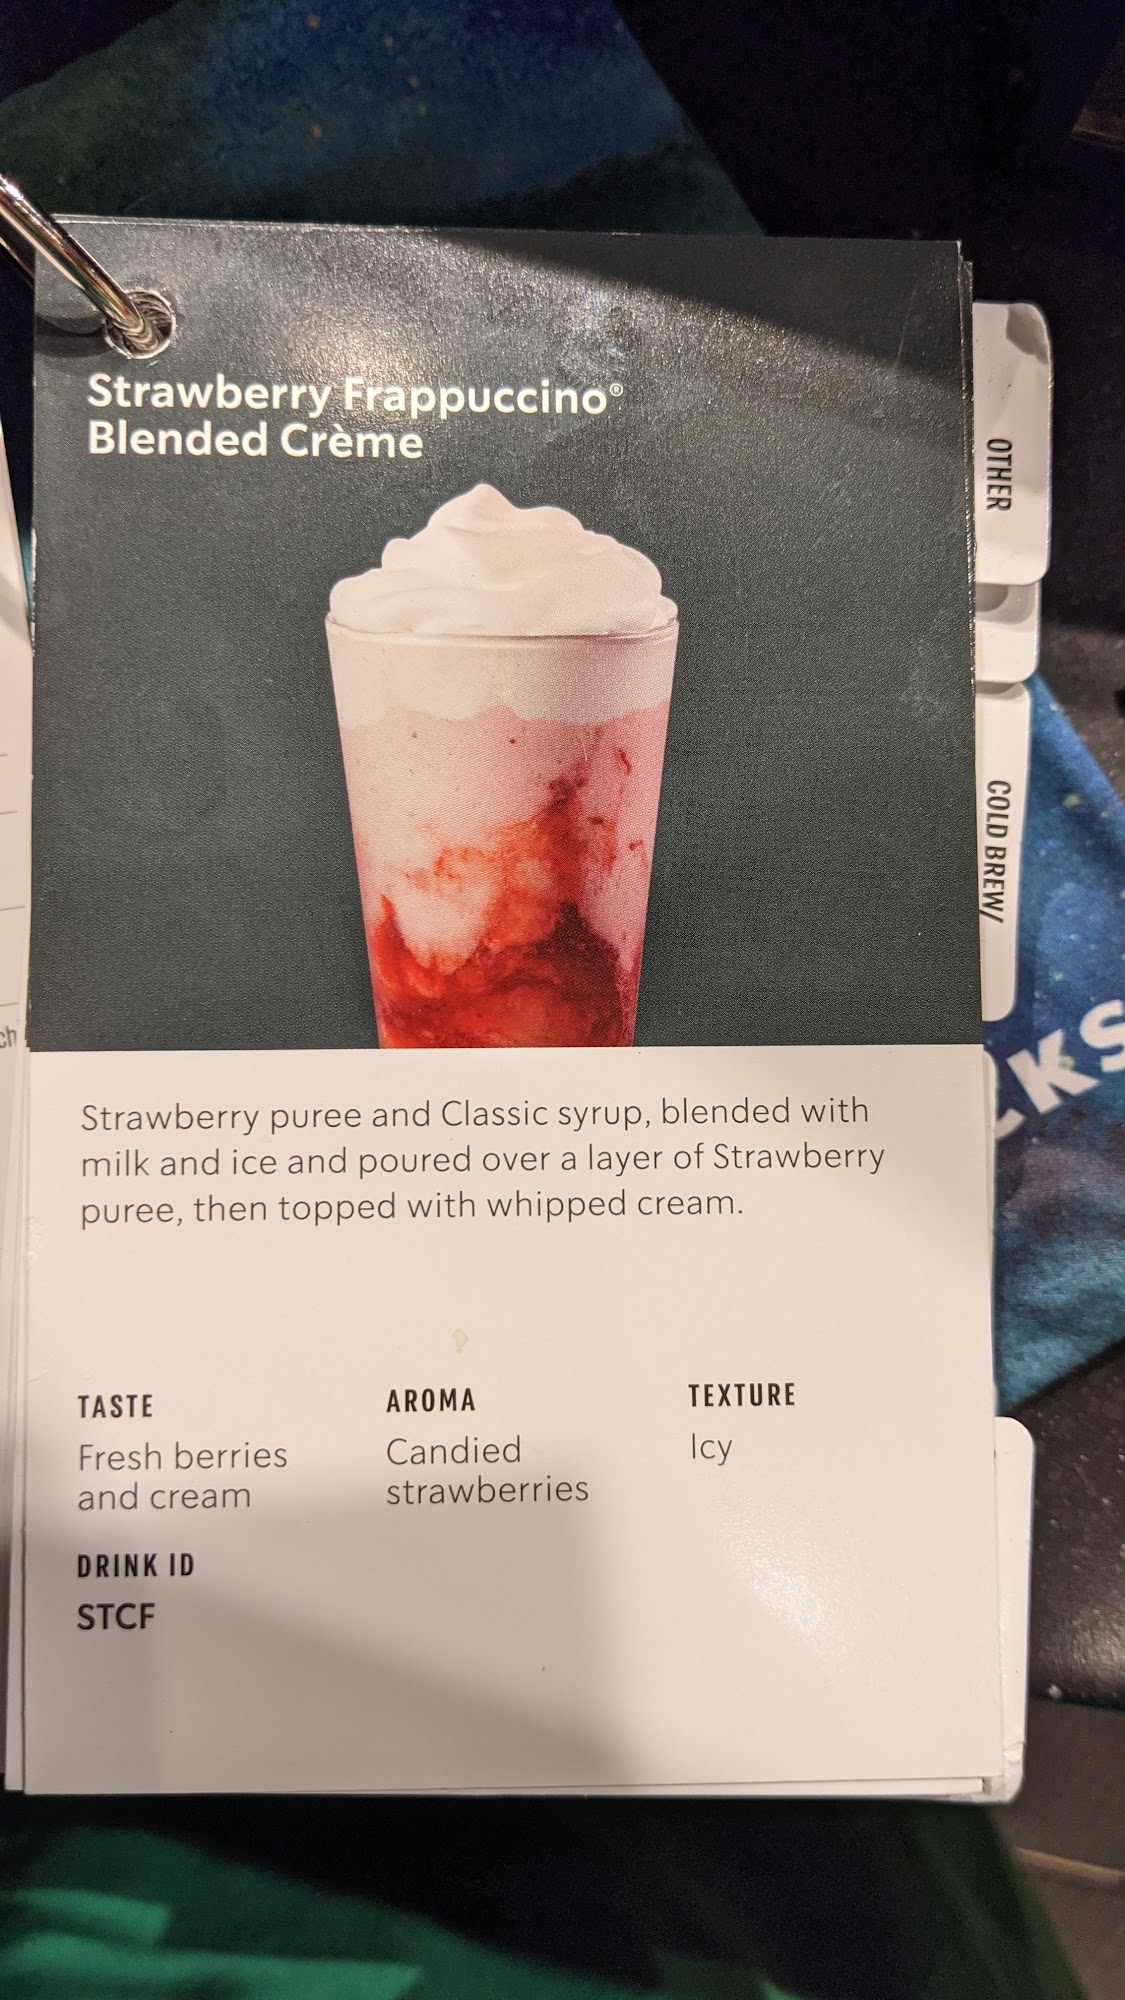 Strawberry Frappuccino®
Blended Crème
OTHER
COLD BREW/
Strawberry puree and Classic syrup, blended with
milk and ice and poured over a layer of Strawberry
puree, then topped with whipped cream.
TASTE
Fresh berries
and cream
AROMA
Candied
strawberries
TEXTURE
Icy
DRINK ID
STCF